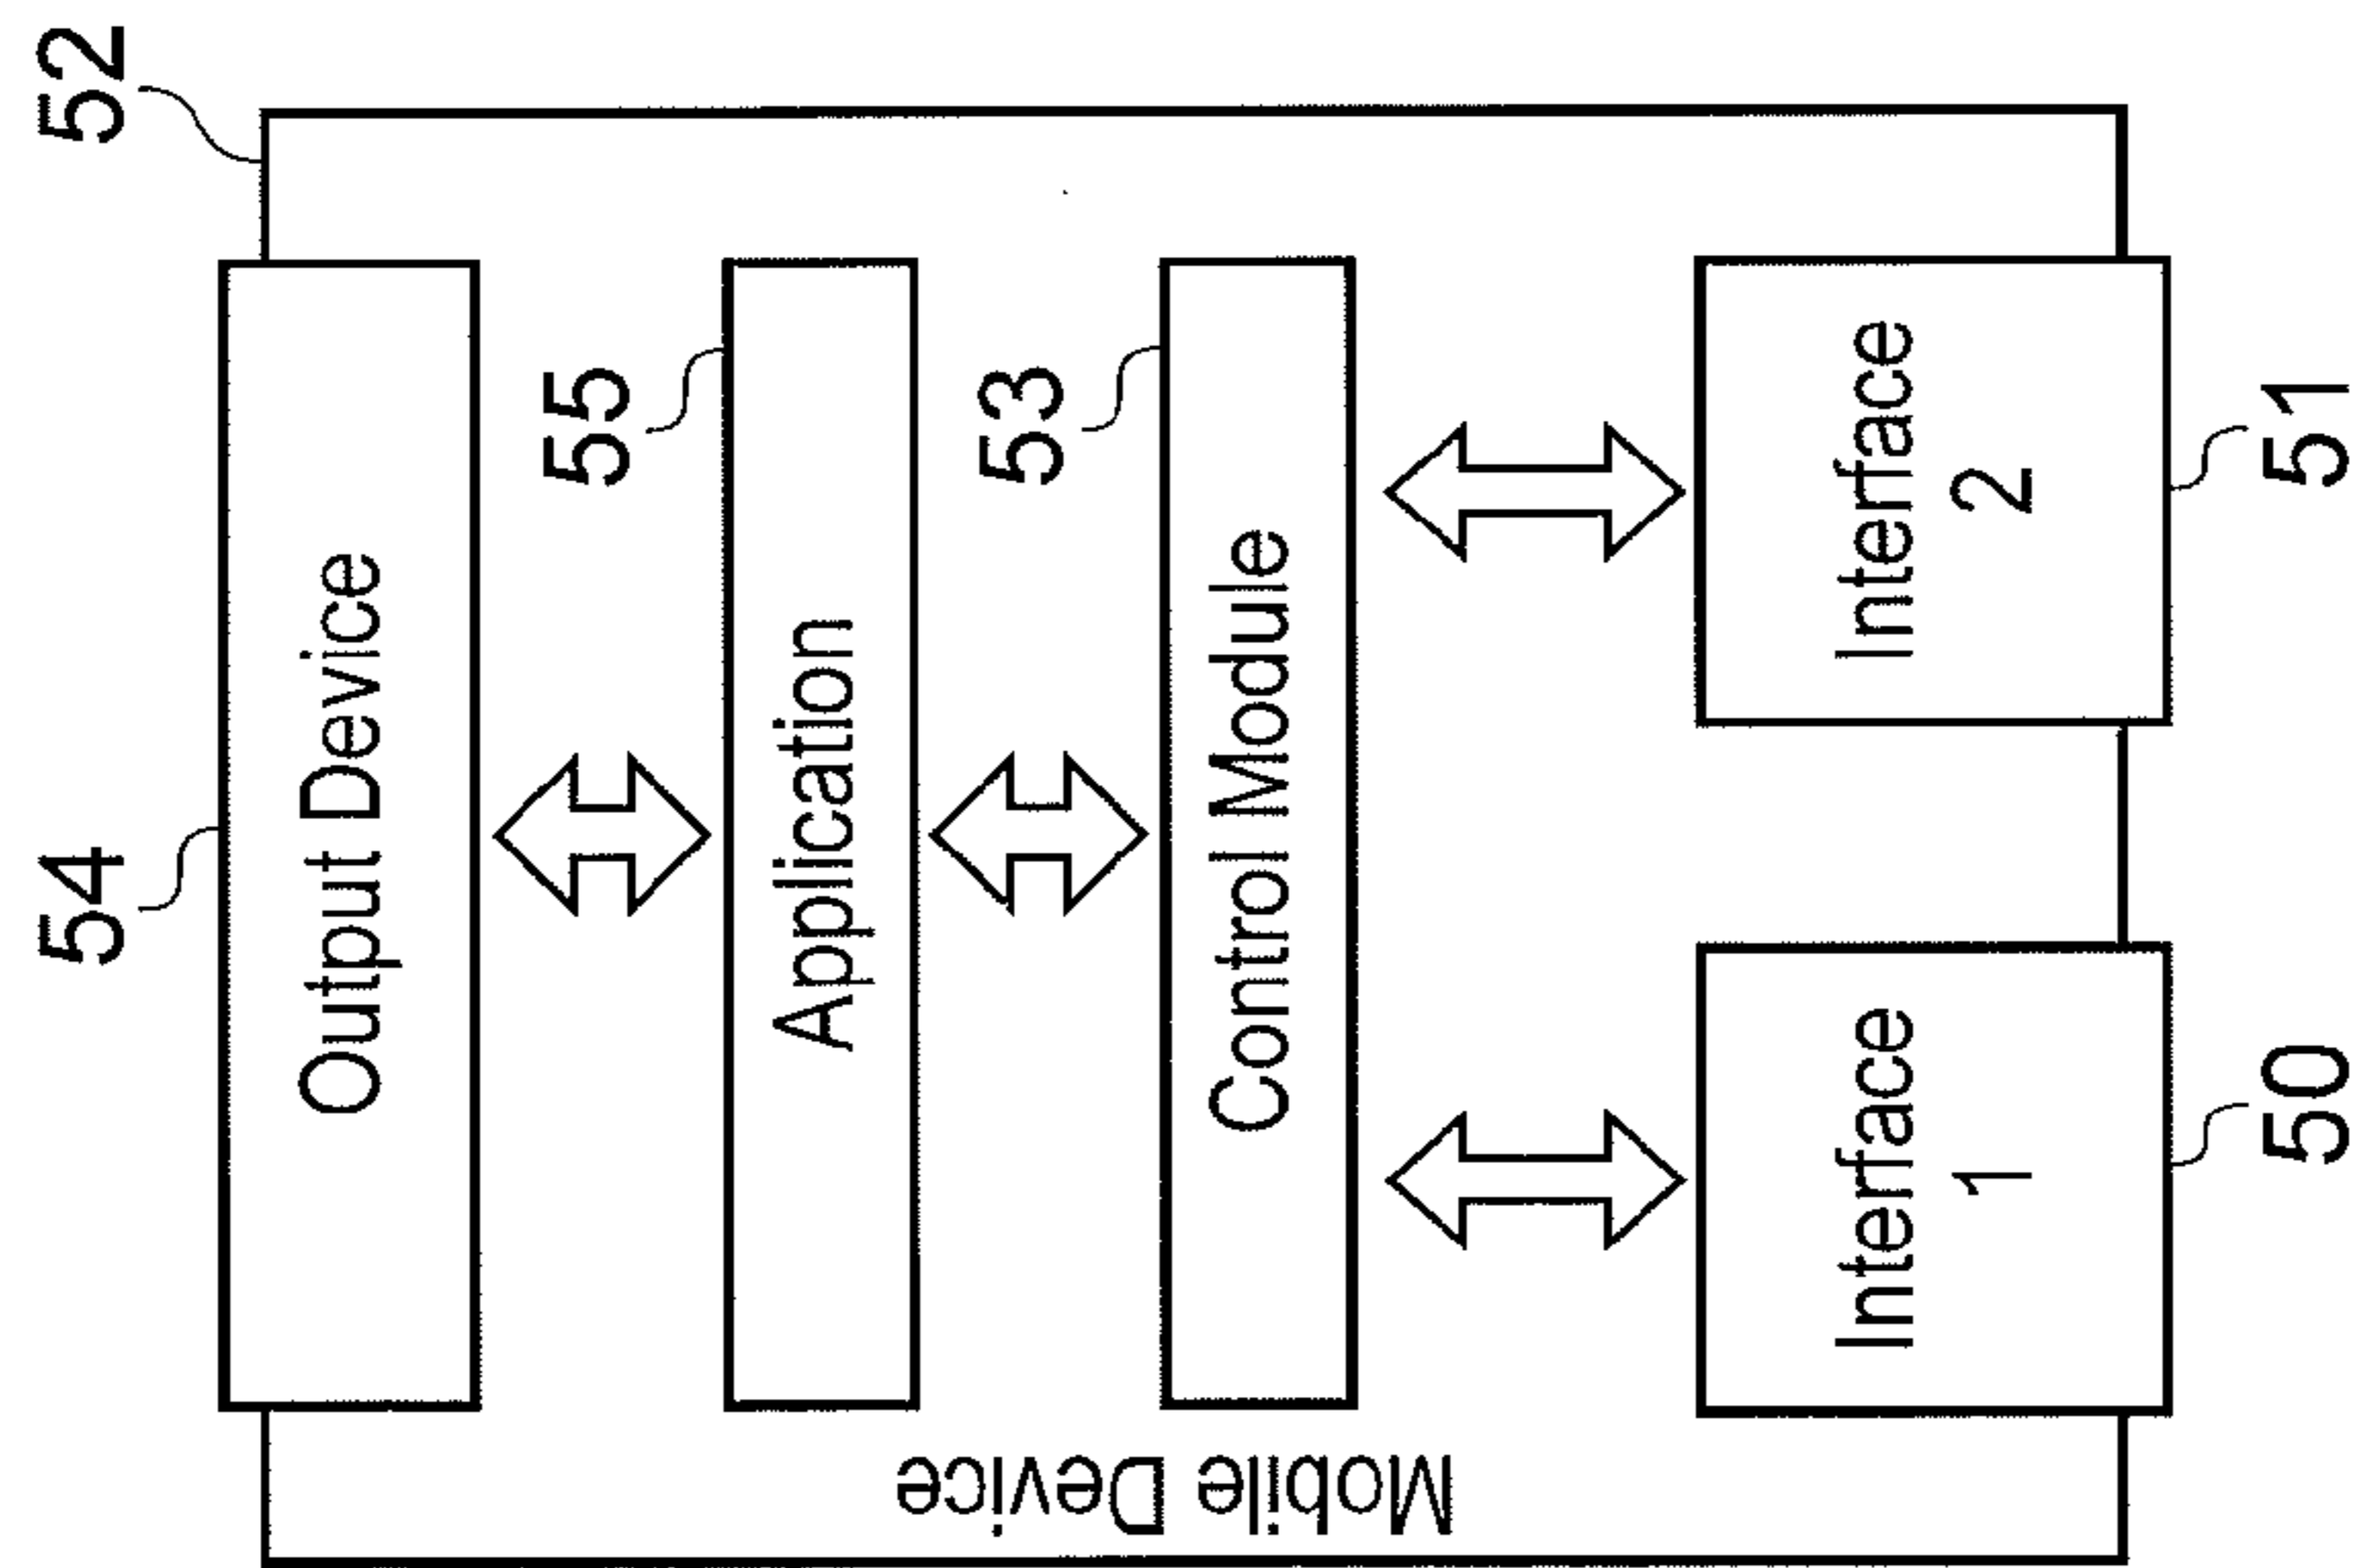 52
54
Output Device
55
Application
53
Control Module
Interface
1
50
Interface
2
51
Mobile Device